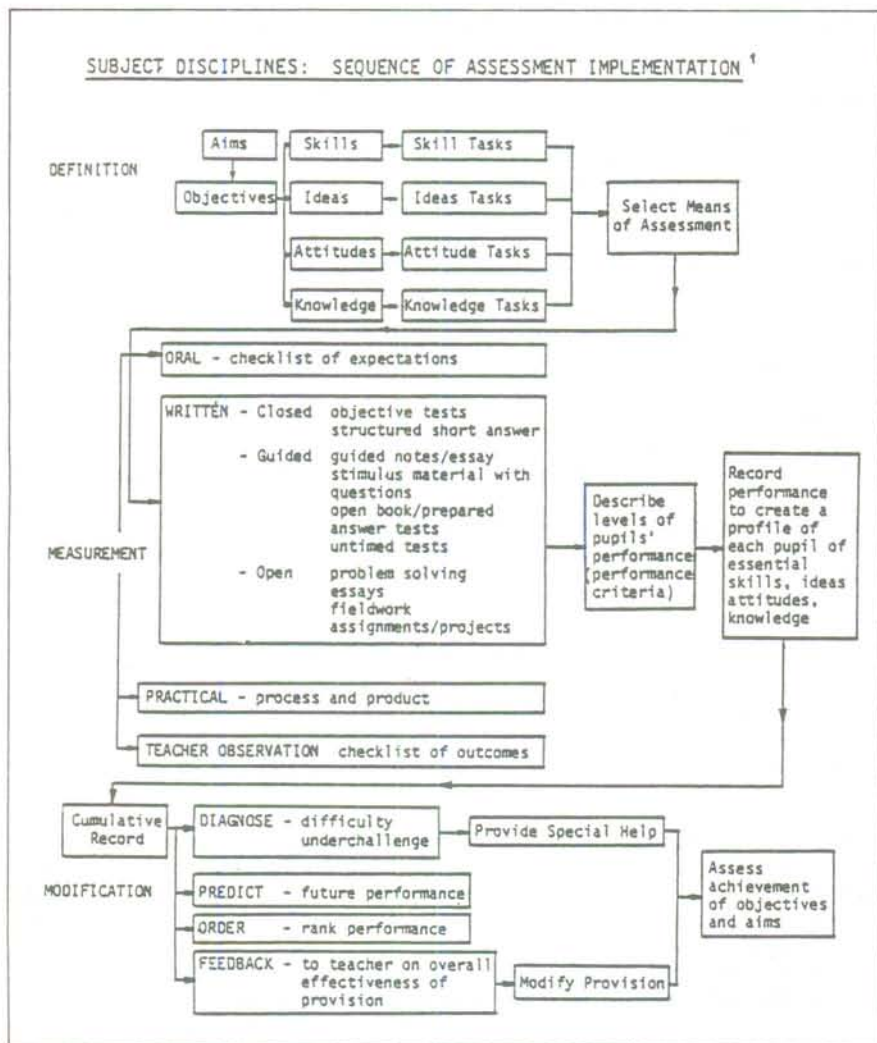 SUBJECT DISCIPLINES: SEQUENCE OF ASSESSMENT IMPLEMENTATION 1
DEFINITION
Aims
Objectives
Skills
Skill Tasks
Ideas
Ideas Tasks
Attitudes
Attitude Tasks
Knowledge
Knowledge Tasks
Select Means
of Assessment
MEASUREMENT
ORAL - checklist of expectations
WRITTEN - Closed objective tests
structured short answer
- Guided guided notes/essay
stimulus material with
questions
open book/prepared
answer tests
untimed tests
- Open problem solving
essays
fieldwork
assignments/projects
PRACTICAL - process and product
TEACHER OBSERVATION checklist of outcomes
Describe
levels of
pupils'
performance
(performance
criteria)
Record
performance
to create a
profile of
each pupil of
essential
skills, ideas
attitudes,
knowledge
MODIFICATION
Cumulative
Record
DIAGNOSE - difficulty
underchallenge
Provide Special Help
PREDICT - future performance
ORDER - rank performance
FEEDBACK - to teacher on overall
effectiveness of
provision
Modify Provision
Assess
achievement
of objectives
and aims